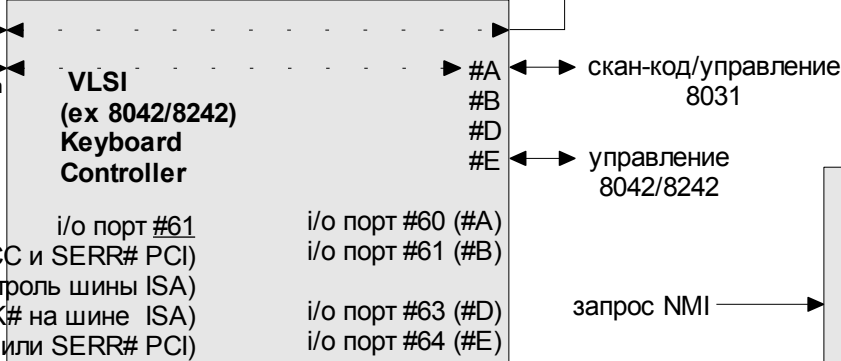 #A
скан-код/управление
VLSI
8031
(ex 8042/8242)
#B
Keyboard
#D
Controller
#E
управление
8042/8242
i/o порт #61
i/o порт #60 (#A)
и SERR# PCI)
i/o порт #61 (#B)
шины ISA)
на шине ISA)
i/o порт #63 (#D)
запрос NMI
или SERR# PCI)
i/o порт #64 (#E)